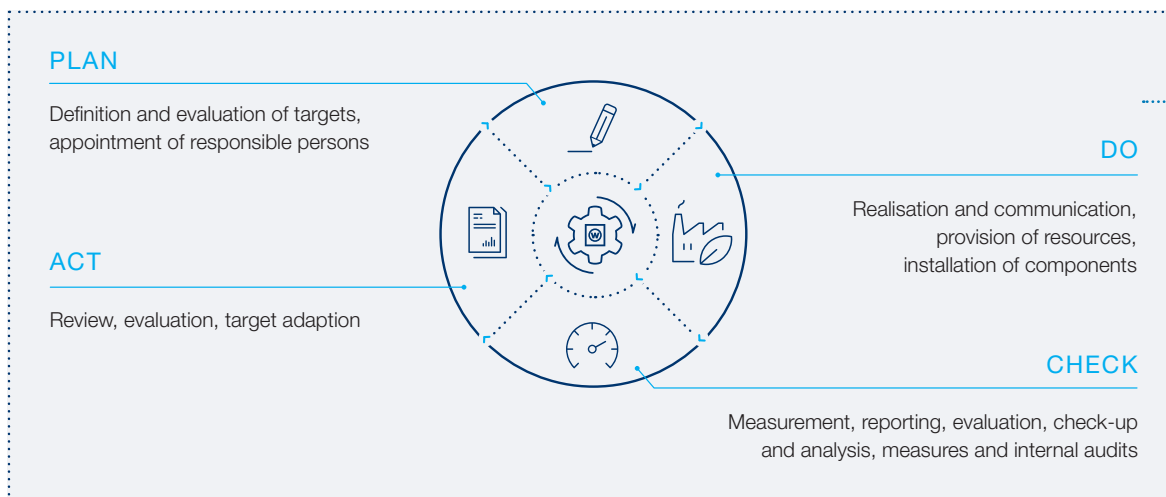 PLAN
Definition and evaluation of targets,
appointment of responsible persons
DO
Realisation and communication,
provision of resources,
installation of components
ACT
Review, evaluation, target adaption
CHECK
Measurement, reporting, evaluation, check-up
and analysis, measures and internal audits